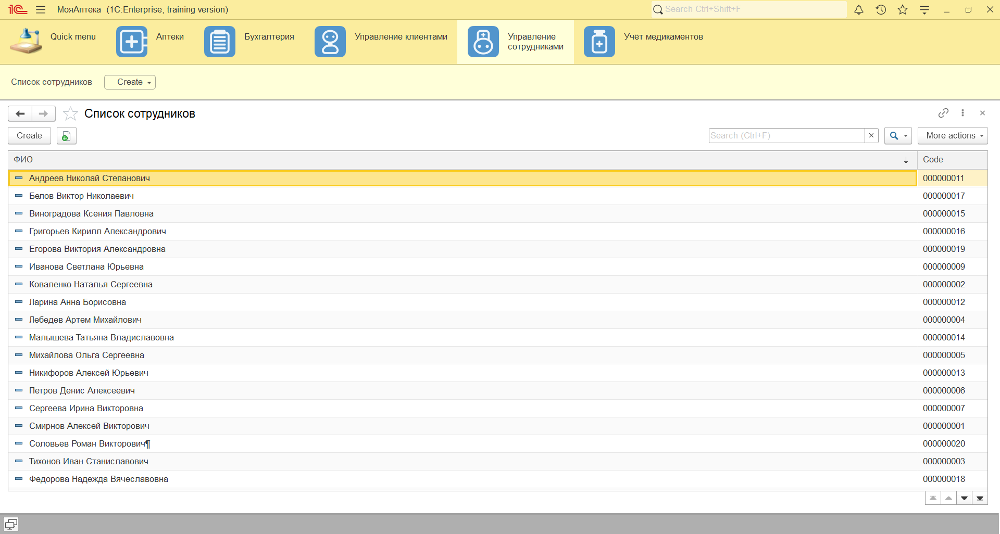 МояАптека (1C:Enterprise, training version)
Search Ctrl+Shift+F
Quick menu
Аптеки
Бухгалтерия
Управление клиентами
Управление
сотрудниками
Учёт медикаментов
Список сотрудников
Create
Список сотрудников
Create
Search (Ctrl+F)
More actions
ФИО Code
Андреев Николай Степанович 000000011
Белов Виктор Николаевич 000000017
Виноградова Ксения Павловна 000000015
Григорьев Кирилл Александрович 000000016
Егорова Виктория Александровна 000000019
Иванова Светлана Юрьевна 000000009
Коваленко Наталья Сергеевна 000000002
Ларина Анна Борисовна 000000012
Лебедев Артем Михайлович 000000004
Малышева Татьяна Владиславовна 000000014
Михайлова Ольга Сергеевна 000000005
Никифоров Алексей Юрьевич 000000013
Петров Денис Алексеевич 000000006
Сергеева Ирина Викторовна 000000007
Смирнов Алексей Викторович 000000001
Соловьев Роман Викторович¶ 000000020
Тихонов Иван Станиславович 000000003
Федорова Надежда Вячеславовна 000000018